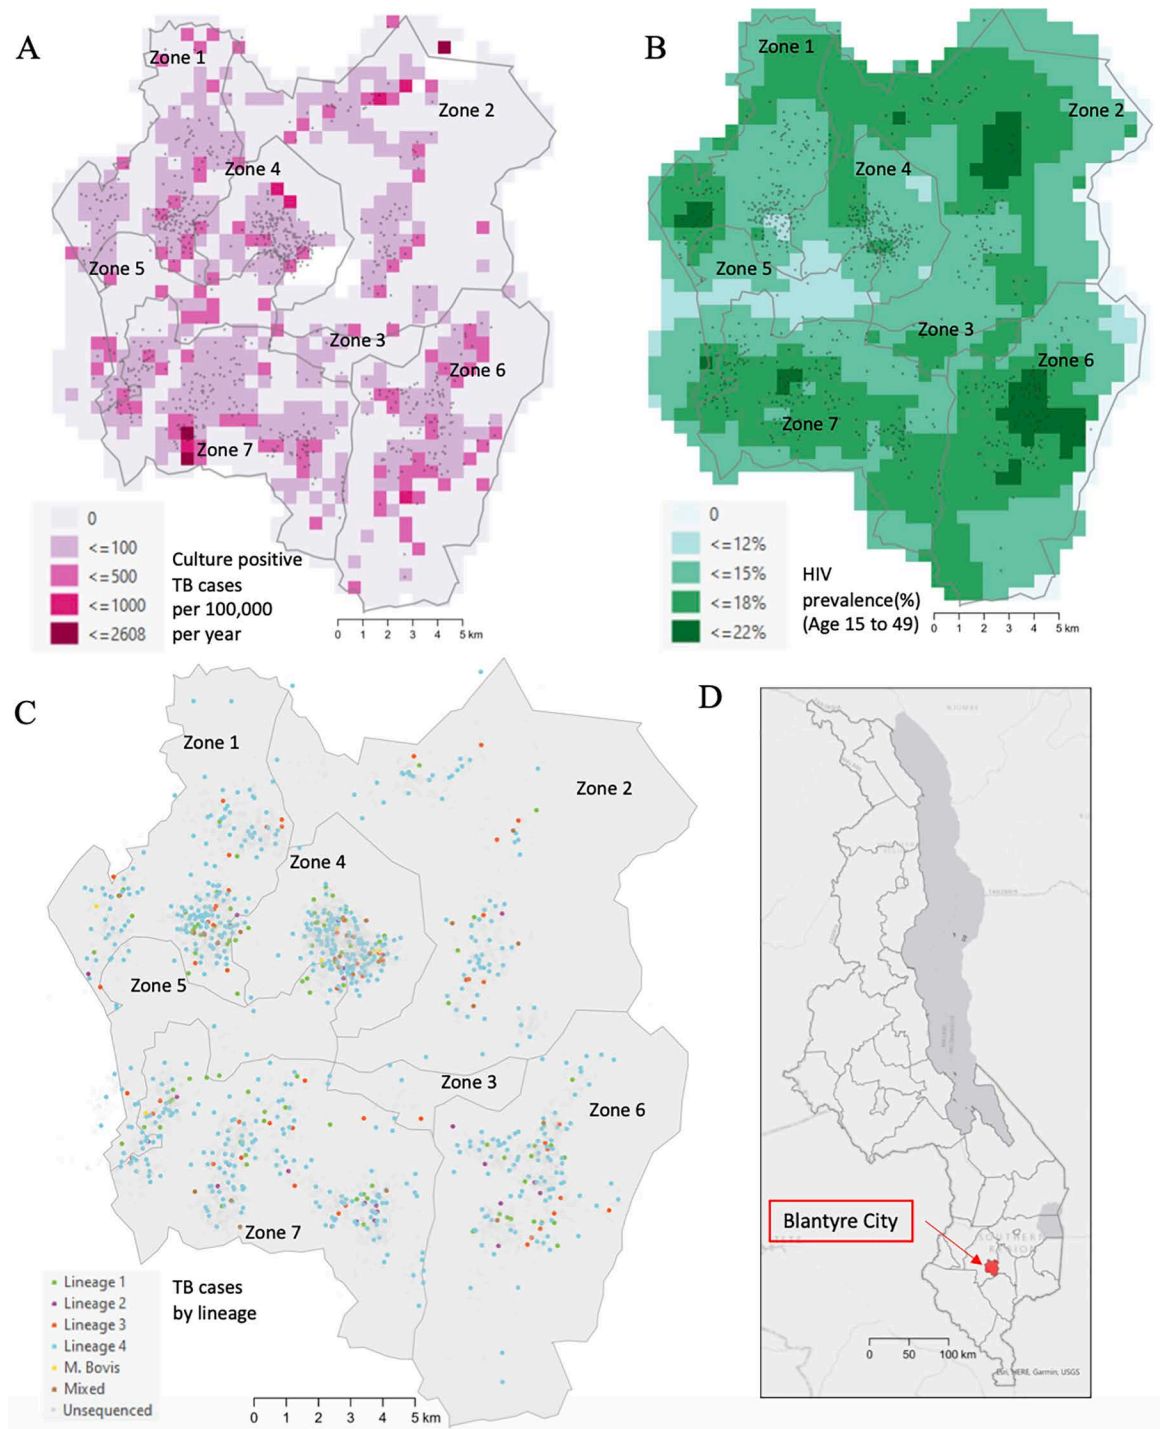 A
Zone 1
Zone 2
Zone 4
Zone 5
Zone 3
Zone 6
Zone 7
0
<=100
<=500
<=1000
<=2608
Culture positive
TB cases
per 100,000
per year
0 1 2 3 4 5 km
B
Zone 1
Zone 2
Zone 4
Zone 5
Zone 3
Zone 6
Zone 7
0
<=12%
<=15%
<=18%
<=22%
HIV
prevalence(%)
(Age 15 to 49)
0 1 2 3 4 5 km
C
Zone 1
Zone 2
Zone 4
Zone 5
Zone 3
Zone 6
Zone 7
Lineage 1
Lineage 2
Lineage 3
Lineage 4
M. Bovis
Mixed
Unsequenced
TB cases
by lineage
0 1 2 3 4 5 km
D
NJOMBE
Blantyre City
SOUTHERN
REGION
0 50 100 km
Esri, HERE, Garmin, USGS